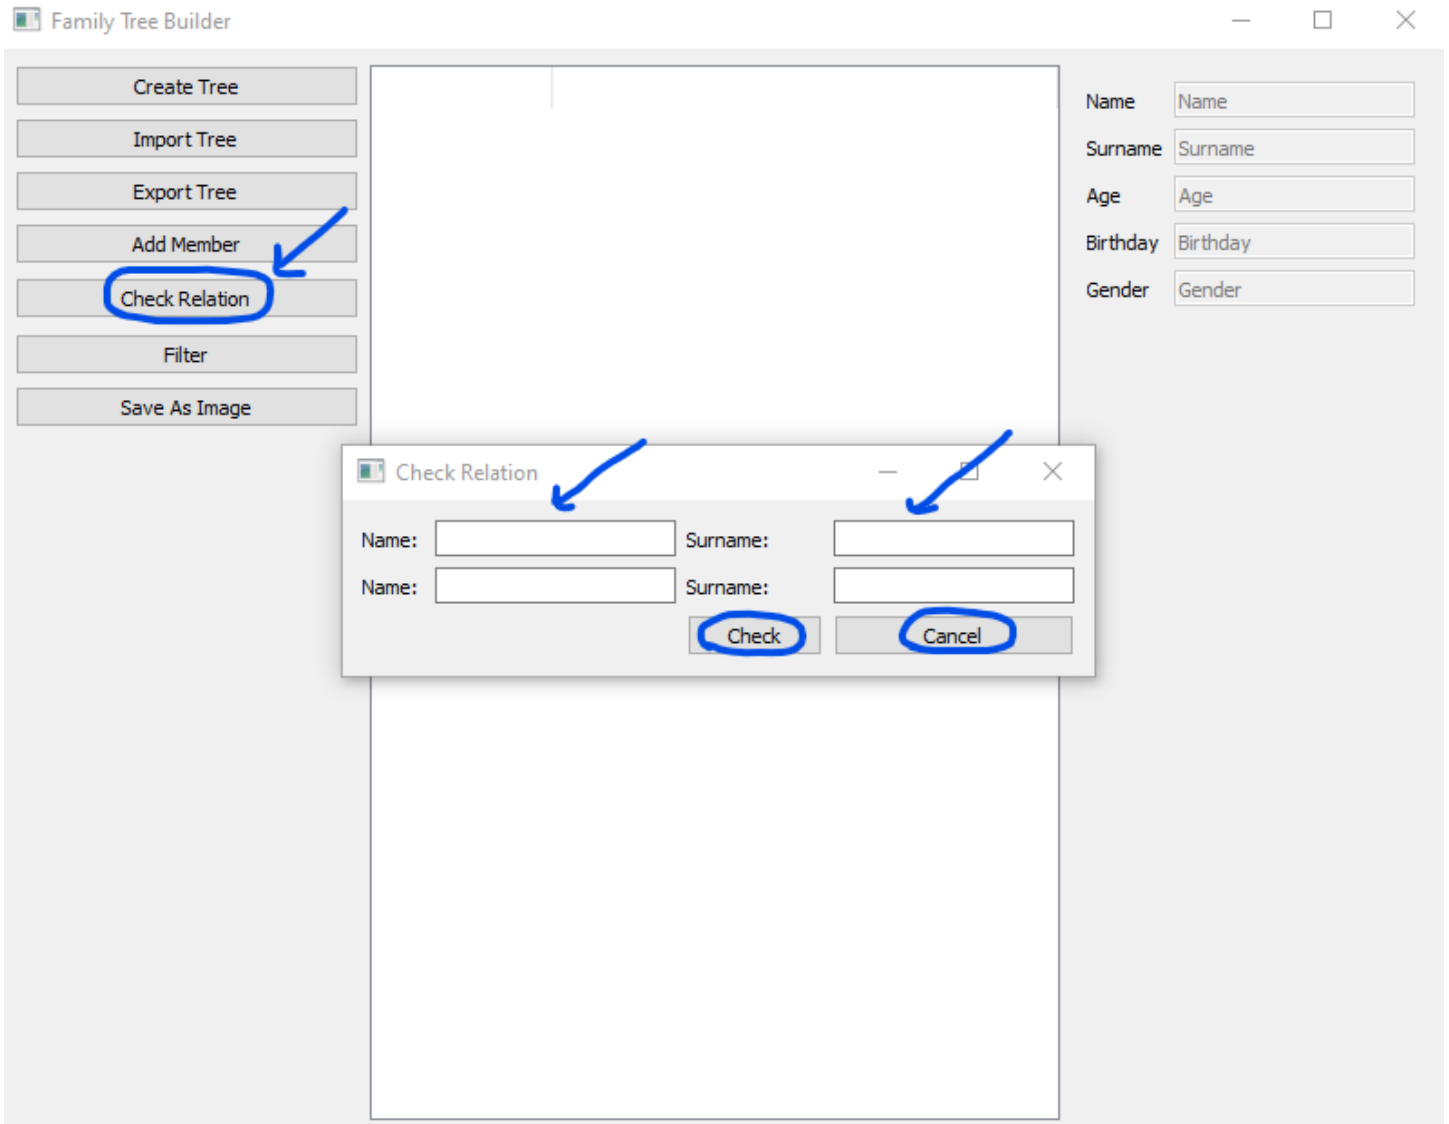 Family Tree Builder
Create Tree
Import Tree
Export Tree
Add Member
Check Relation
Filter
Save As Image
Name Name
Surname Surname
Age Age
Birthday Birthday
Gender Gender
Check Relation
Name: Surname:
Name: Surname:
Check Cancel